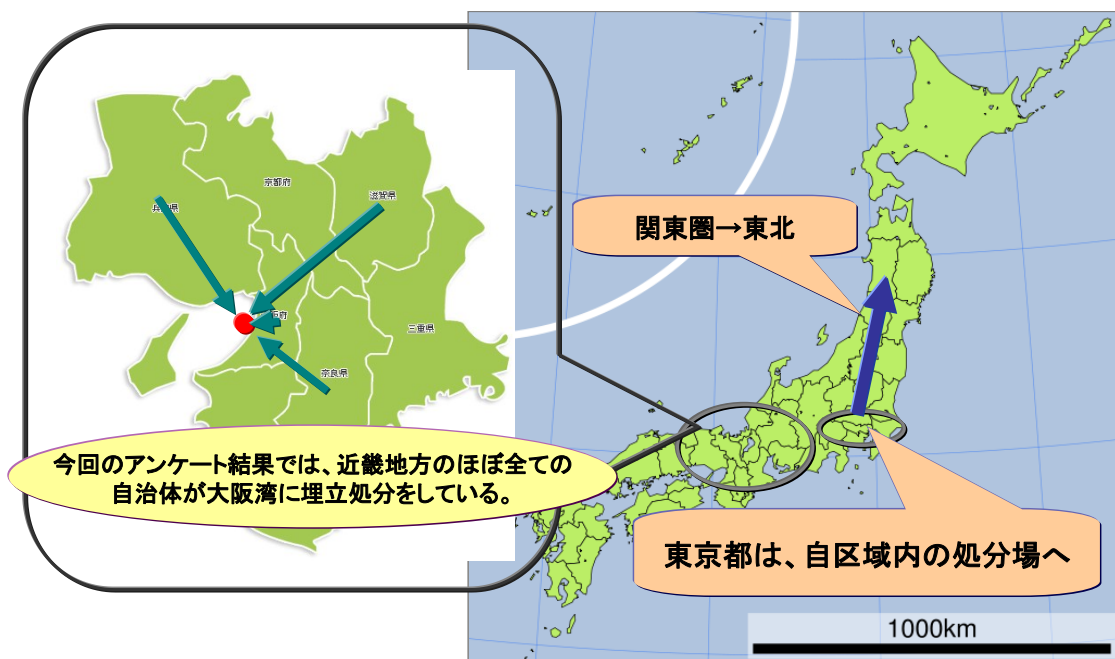 京都府
滋賀県
三重県
奈良県
今回のアンケート結果では、近畿地方のほぼ全ての
自治体が大阪湾に埋立処分をしている。
関東圏→東北
東京都は、自区域内の処分場へ
1000km